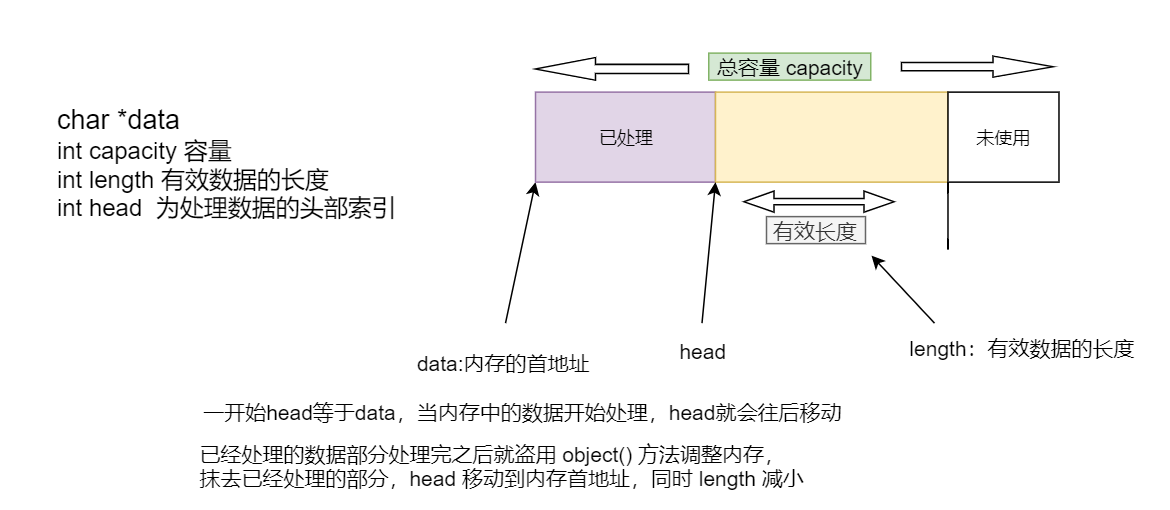 总容量 capacity
char *data
int capacity 容量
int length 有效数据的长度
int head 为处理数据的头部索引
已处理
未使用
有效长度
data:内存的首地址
head
length：有效数据的长度
一开始head等于data，当内存中的数据开始处理，head就会往后移动
已经处理的数据部分处理完之后就盗用 object() 方法调整内存，
抹去已经处理的部分，head 移动到内存首地址，同时 length 减小